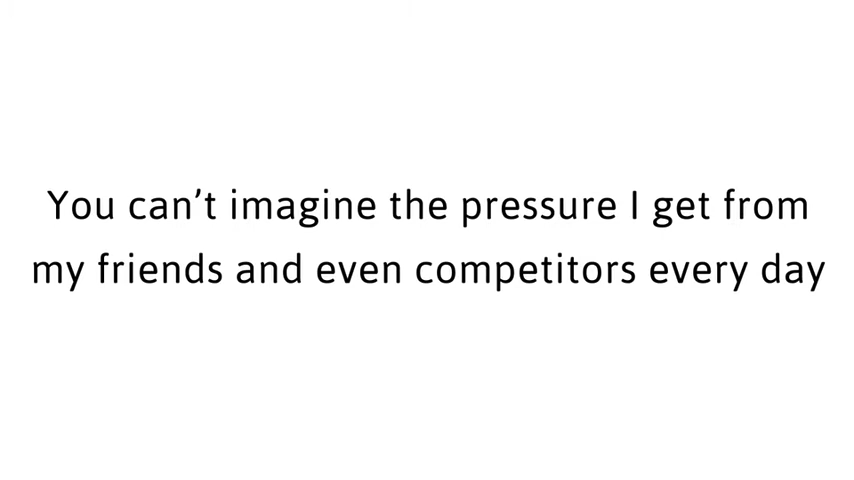 You can’t imagine the pressure I get from
my friends and even competitors every day